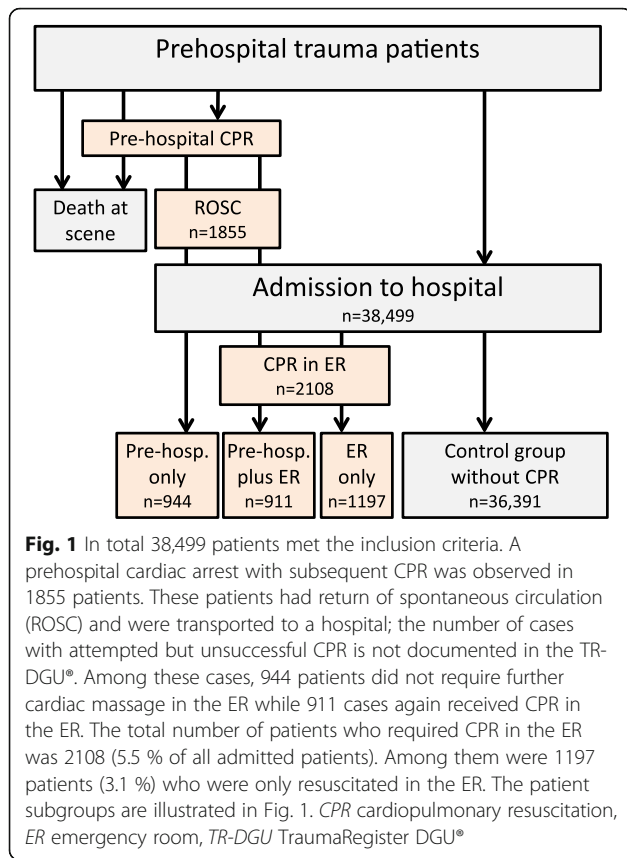 Prehospital trauma patients
Pre-hospital CPR
Death at
scene
ROSC
n=1855
Admission to hospital
n=38,499
CPR in ER
n=2108
Pre-hosp.
only
n=944
Pre-hosp.
plus ER
n=911
ER
only
n=1197
Control group
without CPR
n=36,391
Fig. 1 In total 38,499 patients met the inclusion criteria. A
prehospital cardiac arrest with subsequent CPR was observed in
1855 patients. These patients had return of spontaneous circulation
(ROSC) and were transported to a hospital; the number of cases
with attempted but unsuccessful CPR is not documented in the TR-
DGU®. Among these cases, 944 patients did not require further
cardiac massage in the ER while 911 cases again received CPR in
the ER. The total number of patients who required CPR in the ER
was 2108 (5.5 % of all admitted patients). Among them were 1197
patients (3.1 %) who were only resuscitated in the ER. The patient
subgroups are illustrated in Fig. 1. CPR cardiopulmonary resuscitation,
ER emergency room, TR-DGU TraumaRegister DGU®